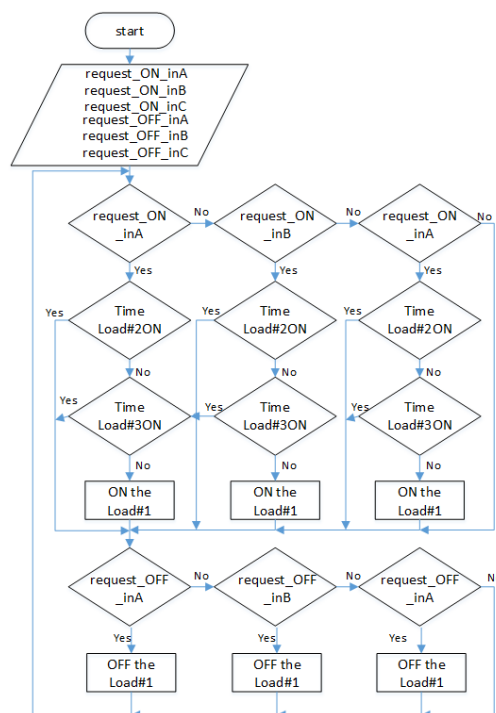 start
request_ON_inA
request_ON_inB
request_ON_inC
request_OFF_inA
request_OFF_inB
request_OFF_inC
request_ON
_inA
No
request_ON
_inB
No
request_ON
_inA
No
Yes
Yes
Yes
Yes
Time
Load#2ON
Yes
Time
Load#2ON
Yes
Time
Load#2ON
No
No
No
Yes
Time
Load#3ON
Yes
Time
Load#3ON
Yes
Time
Load#3ON
No
No
No
ON the
Load#1
ON the
Load#1
ON the
Load#1
request_OFF
_inA
No
request_OFF
_inB
No
request_OFF
_inA
N
Yes
Yes
Yes
OFF the
Load#1
OFF the
Load#1
OFF the
Load#1